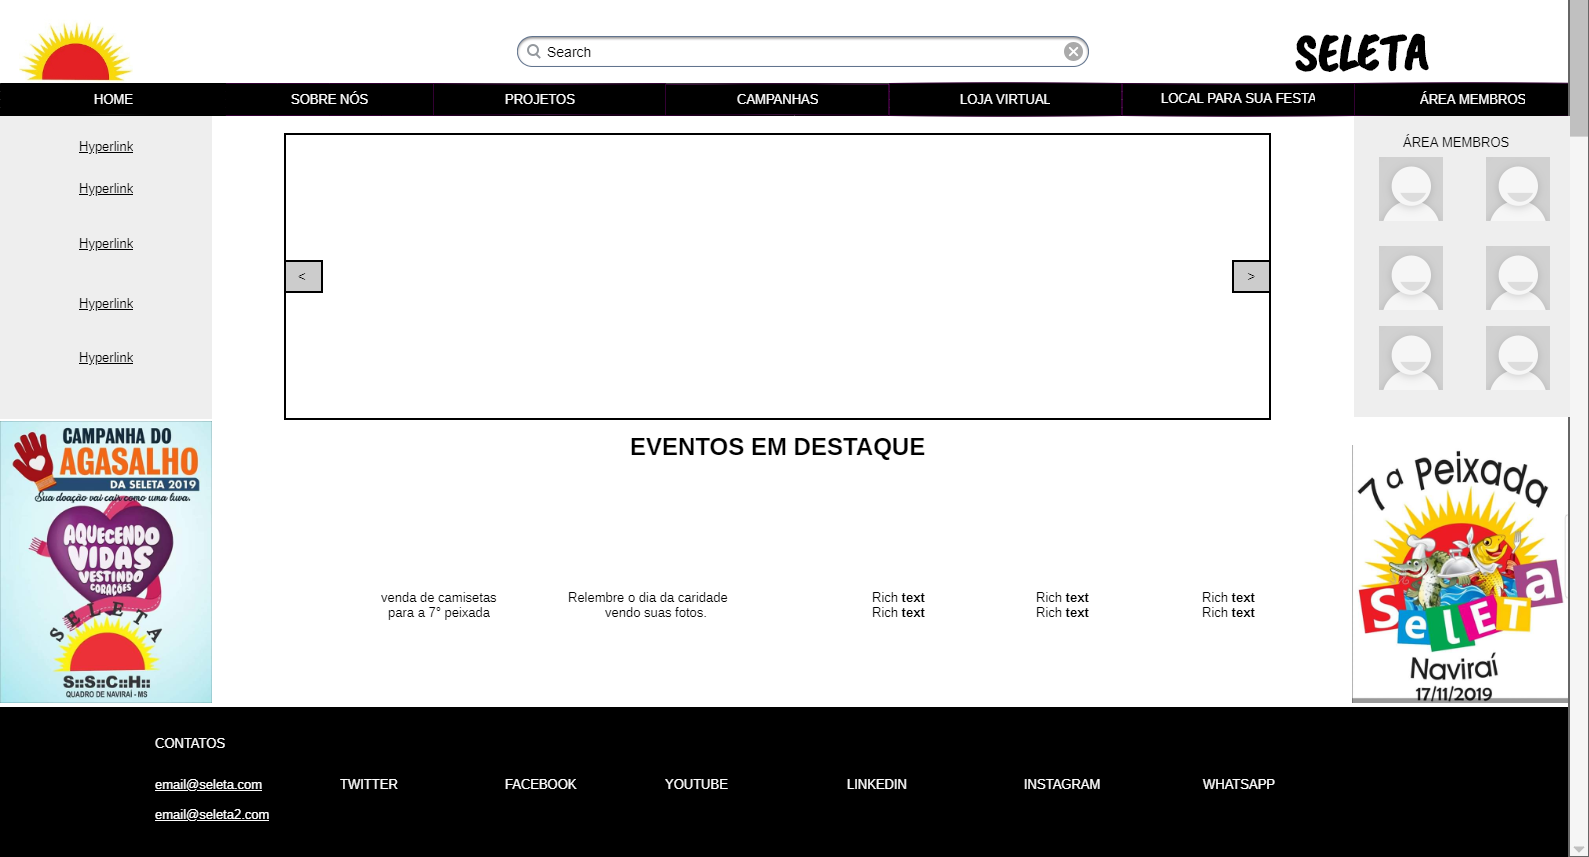 Search
SELETA
HOME
SOBRE NÓS
PROJETOS
CAMPANHAS
LOJA VIRTUAL
LOCAL PARA SUA FESTA
ÁREA MEMBROS
Hyperlink
Hyperlink
Hyperlink
Hyperlink
Hyperlink
<
>
ÁREA MEMBROS
CAMPANHA DO
AGASALHO
DA SELETA 2019
Sua doação vai cair como uma luva.
AQUECENDO
VIDAS
VESTINDO
CORAÇÕES
SELETA
S::S::C::H::
QUADRO DE NAVIRAÍ - MS
EVENTOS EM DESTAQUE
venda de camisetas
para a 7° peixada
Relembre o dia da caridade
vendo suas fotos.
Rich text
Rich text
Rich text
Rich text
Rich text
Rich text
7a Peixada
SeLETa
Naviraí
17/11/2019
CONTATOS
email@seleta.com
email@seleta2.com
TWITTER
FACEBOOK
YOUTUBE
LINKEDIN
INSTAGRAM
WHATSAPP